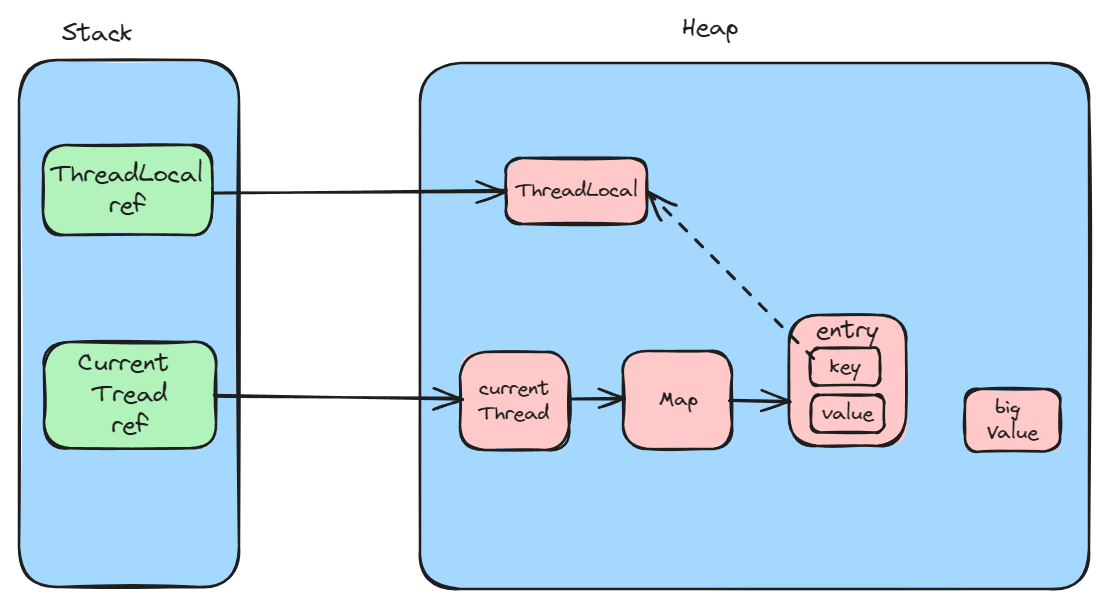 Stack
Heap
ThreadLocal
ref
ThreadLocal
Current
Tread
ref
current
Thread
Map
entry
key
value
big
Value